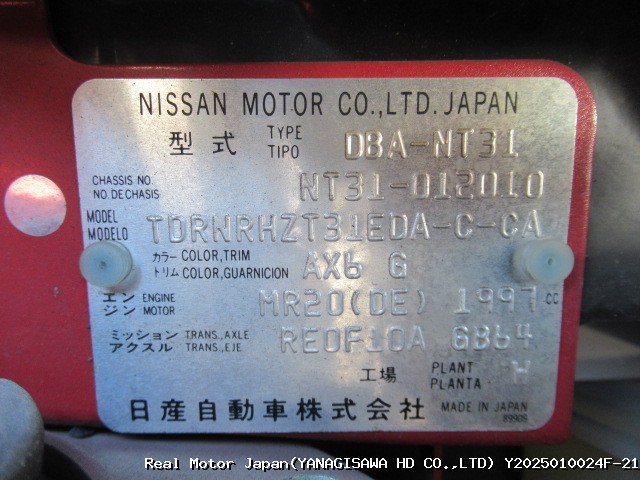 NISSAN MOTOR CO.,LTD. JAPAN
型式 TYPE TIPO DBA-NT31
CHASSIS NO. NO. DE CHASIS NT31-012010
MODEL MODELO TDRNRHZT31EDA-C-CA
カラー COLOR, TRIM トリム COLOR, GUARNICION AX6 G
エンジン ENGINE MOTOR MR20(DE) 1997 cc
ミッション TRANS., AXLE アクスル TRANS., EJE RE0F10A GB64
工場 PLANT PLANTA W
日産自動車株式会社 MADE IN JAPAN
89909
Real Motor Japan(YANAGISAWA HD CO.,LTD) Y2025010024F-21